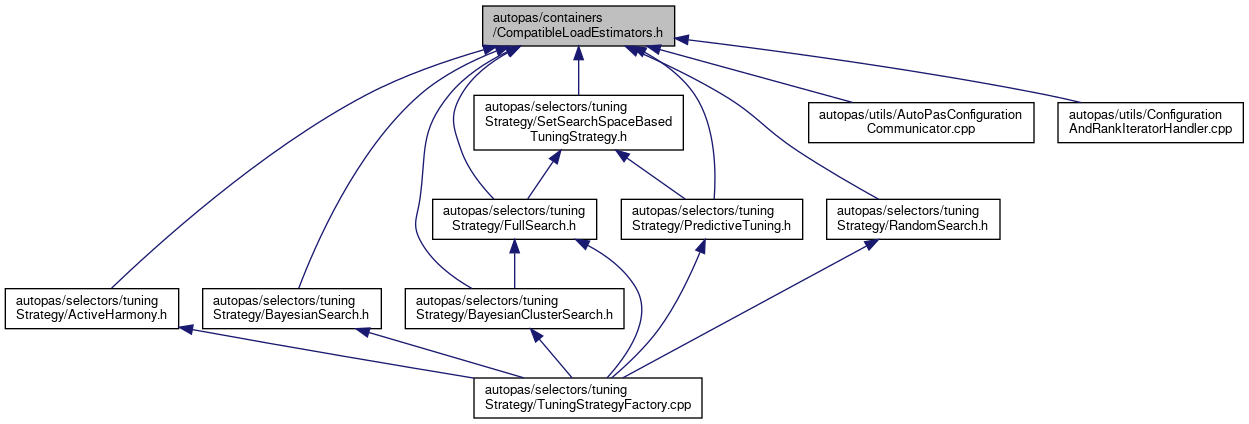 autopas/containers
/CompatibleLoadEstimators.h
autopas/selectors/tuning
Strategy/SetSearchSpaceBased
TuningStrategy.h
autopas/utils/AutoPasConfiguration
Communicator.cpp
autopas/utils/Configuration
AndRankIteratorHandler.cpp
autopas/selectors/tuning
Strategy/FullSearch.h
autopas/selectors/tuning
Strategy/PredictiveTuning.h
autopas/selectors/tuning
Strategy/RandomSearch.h
autopas/selectors/tuning
Strategy/ActiveHarmony.h
autopas/selectors/tuning
Strategy/BayesianSearch.h
autopas/selectors/tuning
Strategy/BayesianClusterSearch.h
autopas/selectors/tuning
Strategy/TuningStrategyFactory.cpp